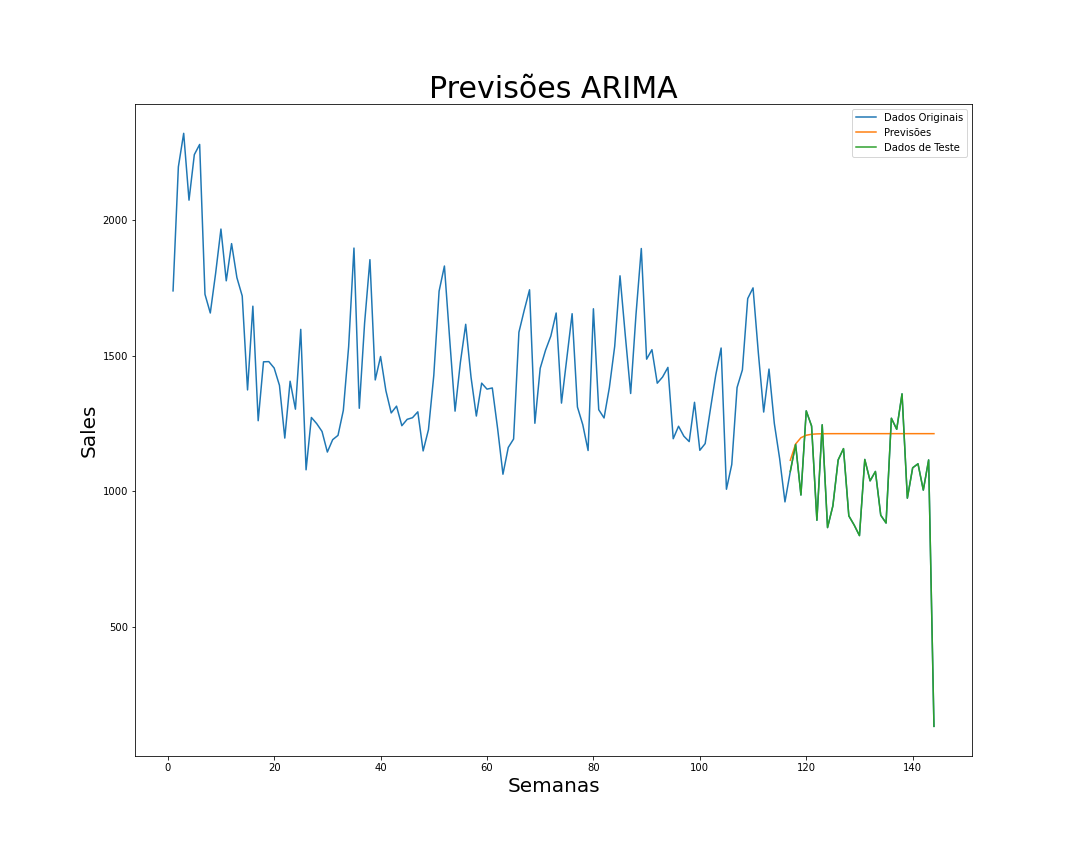 Previsões ARIMA
Dados Originais
Previsões
Dados de Teste
Sales
2000
1500
1000
500
0 20 40 60 80 100 120 140
Semanas